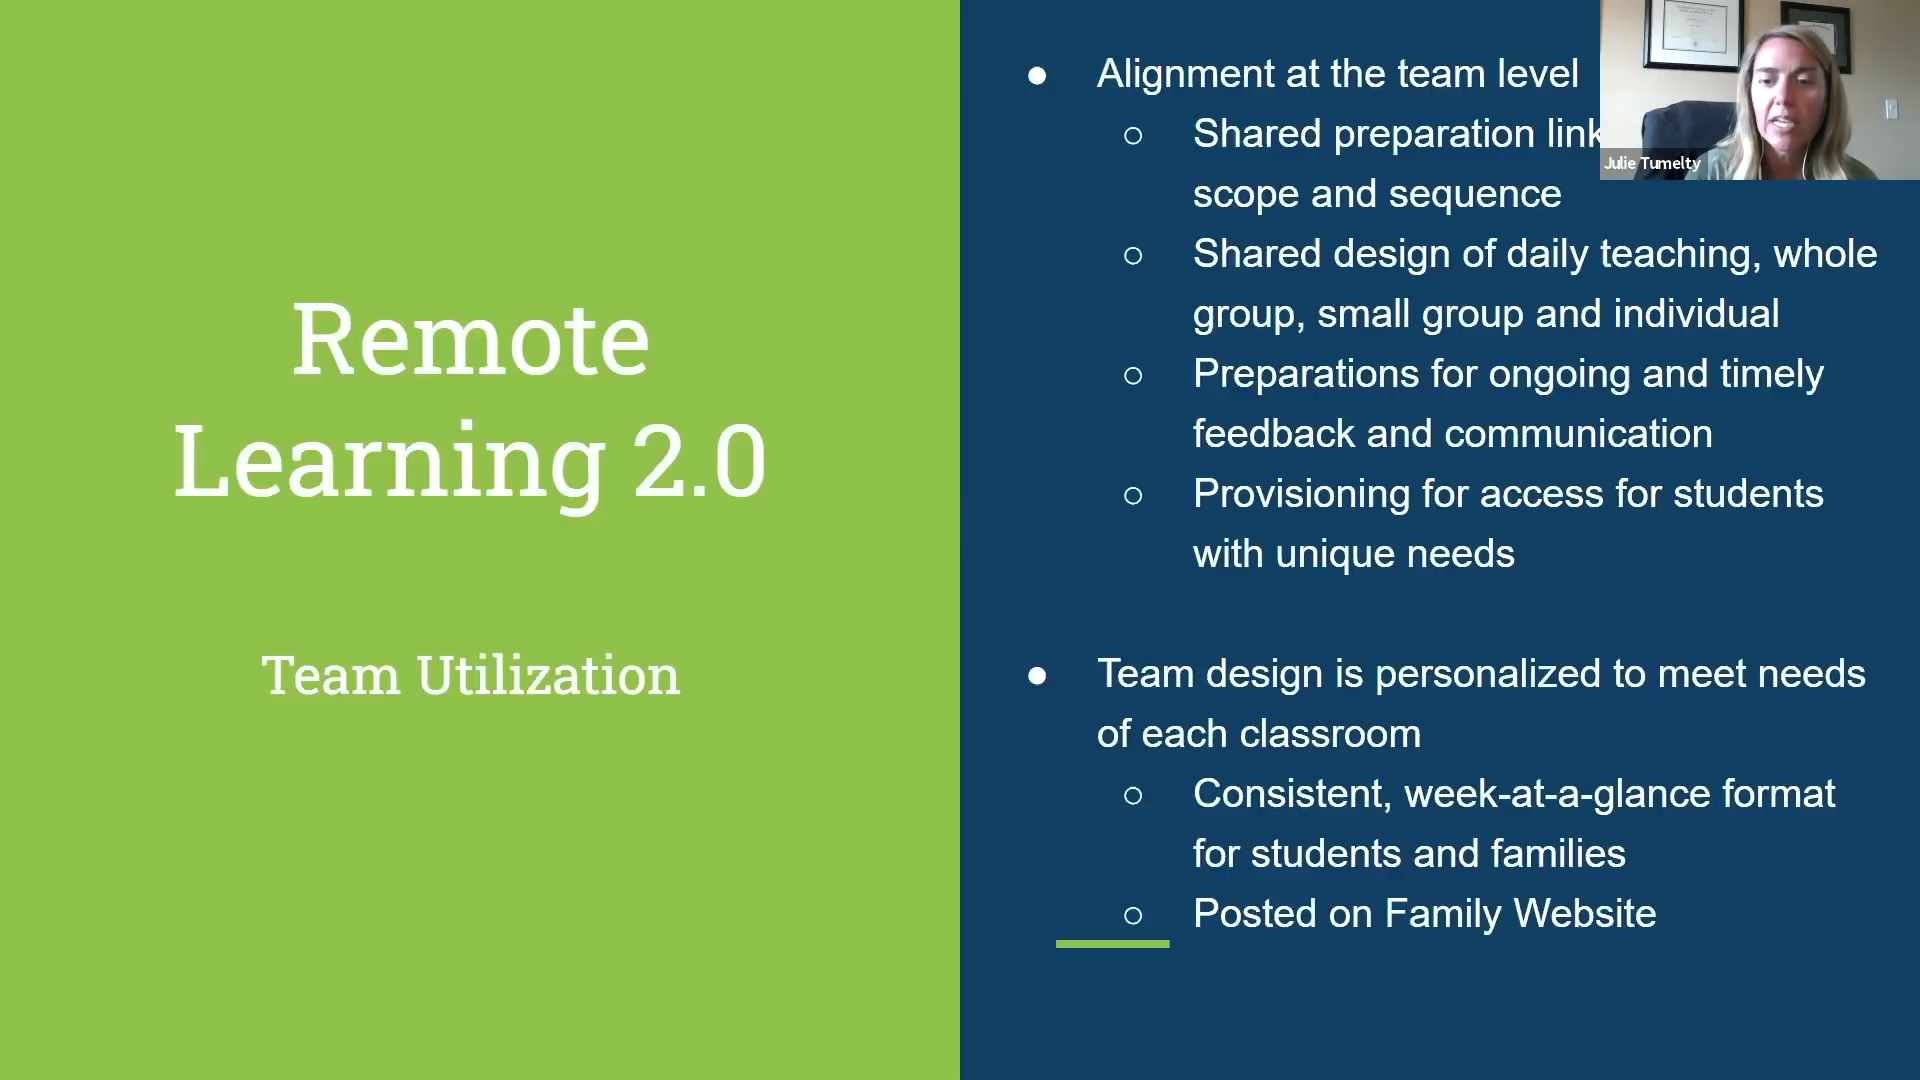 Remote
Learning 2.0
Team Utilization
● Alignment at the team level
○ Shared preparation
scope and sequence
○ Shared design of daily teaching, whole
group, small group and individual
○ Preparations for ongoing and timely
feedback and communication
○ Provisioning for access for students
with unique needs
● Team design is personalized to meet needs
of each classroom
○ Consistent, week-at-a-glance format
for students and families
○ Posted on Family Website
Julie Tumelty